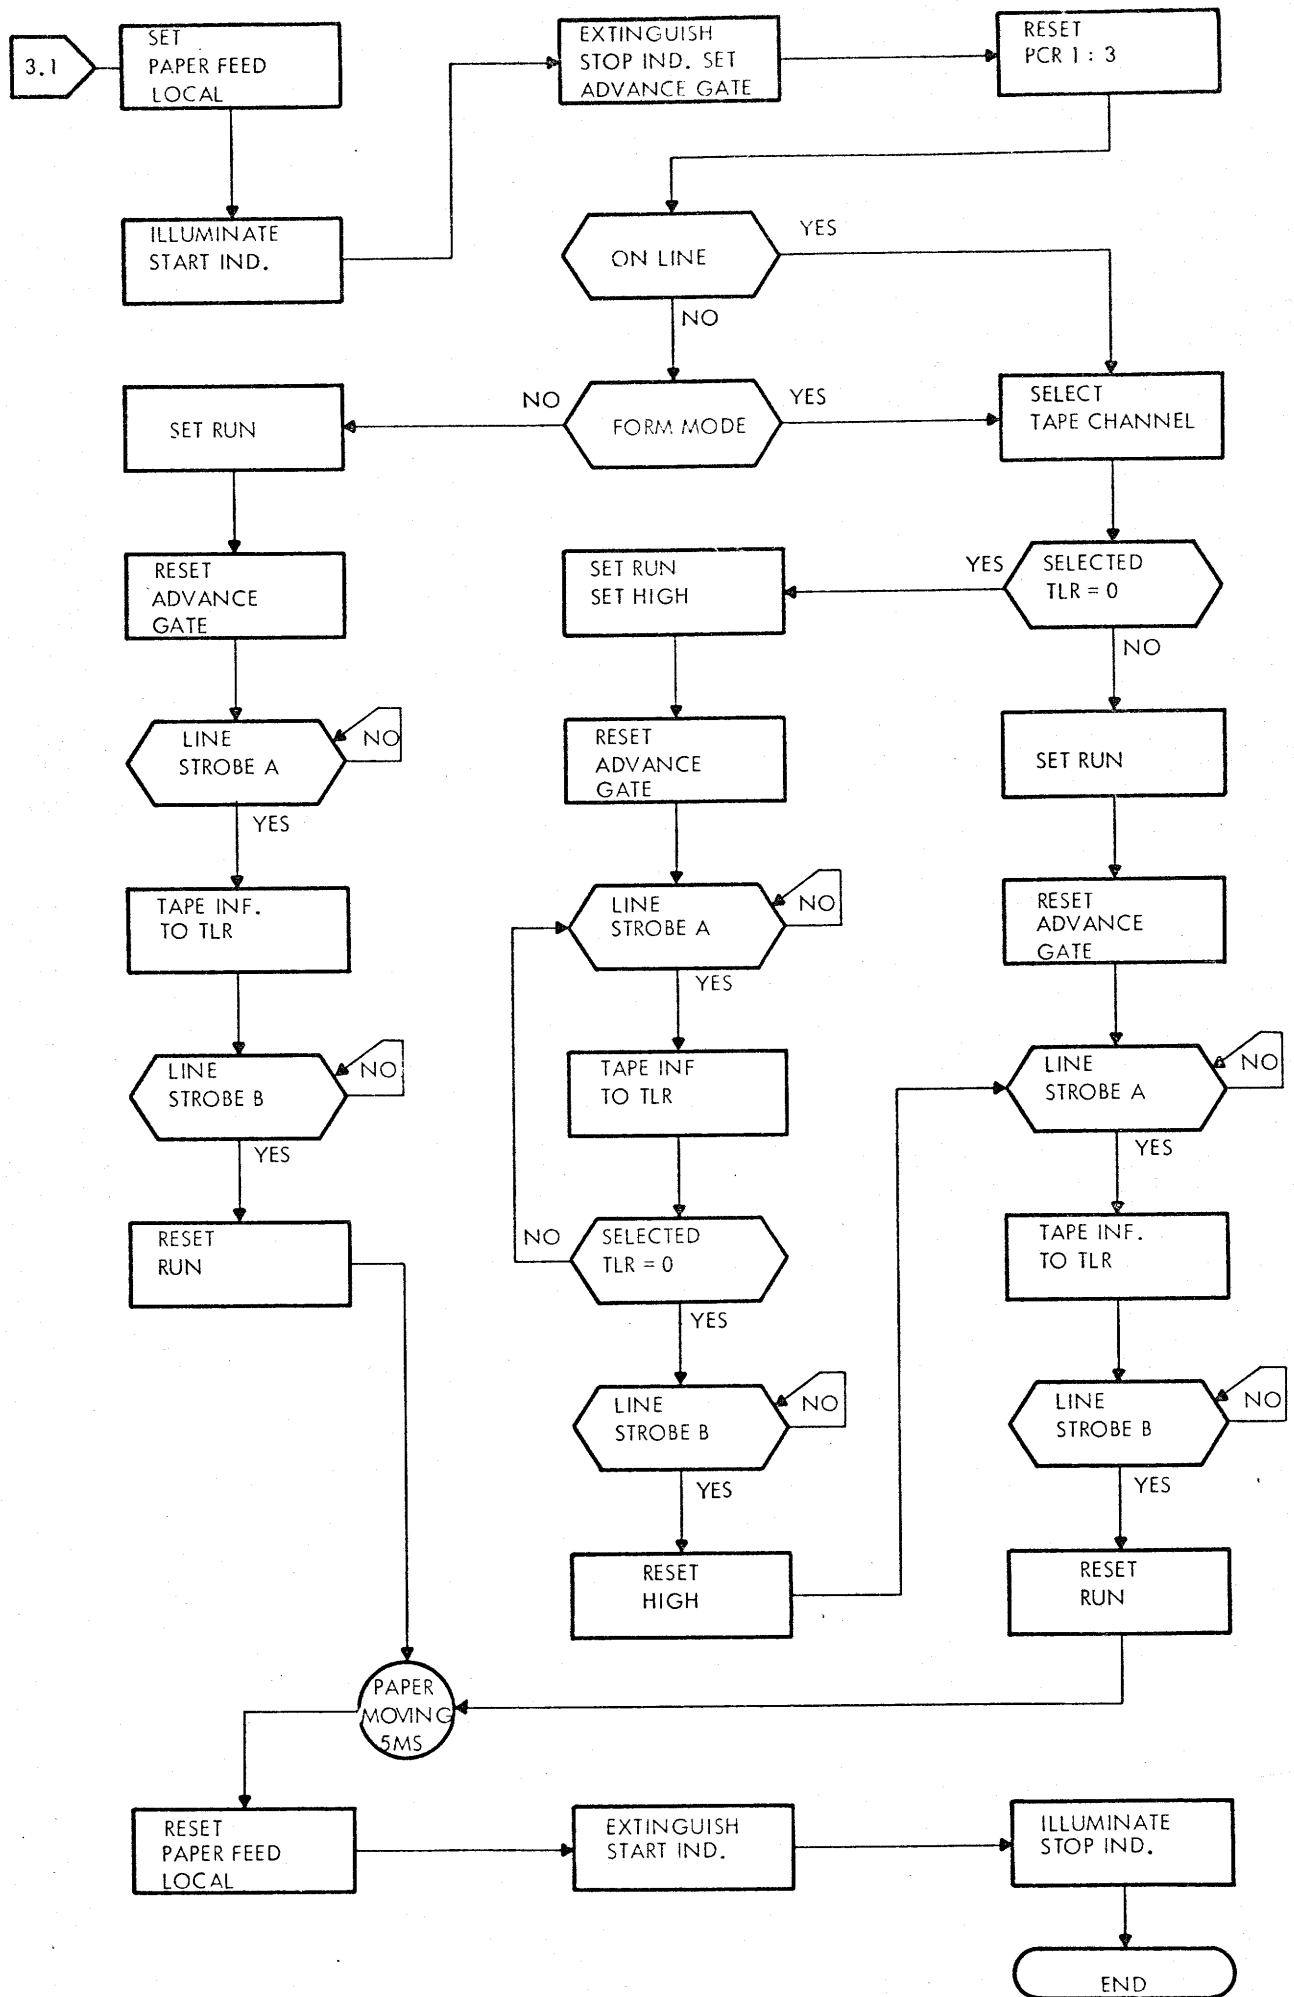 3.1
SET
PAPER FEED
LOCAL
EXTINGUISH
STOP IND. SET
ADVANCE GATE
RESET
PCR 1 : 3
ILLUMINATE
START IND.
ON LINE
YES
NO
FORM MODE
NO
YES
SET RUN
SELECT
TAPE CHANNEL
RESET
ADVANCE
GATE
SET RUN
SET HIGH
YES
SELECTED
TLR = 0
NO
LINE
STROBE A
NO
YES
RESET
ADVANCE
GATE
SET RUN
TAPE INF.
TO TLR
LINE
STROBE A
NO
YES
RESET
ADVANCE
GATE
LINE
STROBE B
NO
YES
TAPE INF
TO TLR
LINE
STROBE A
NO
YES
RESET
RUN
NO
SELECTED
TLR = 0
YES
TAPE INF.
TO TLR
LINE
STROBE B
NO
YES
LINE
STROBE B
NO
YES
RESET
HIGH
RESET
RUN
PAPER
MOVING
5MS
RESET
PAPER FEED
LOCAL
EXTINGUISH
START IND.
ILLUMINATE
STOP IND.
END